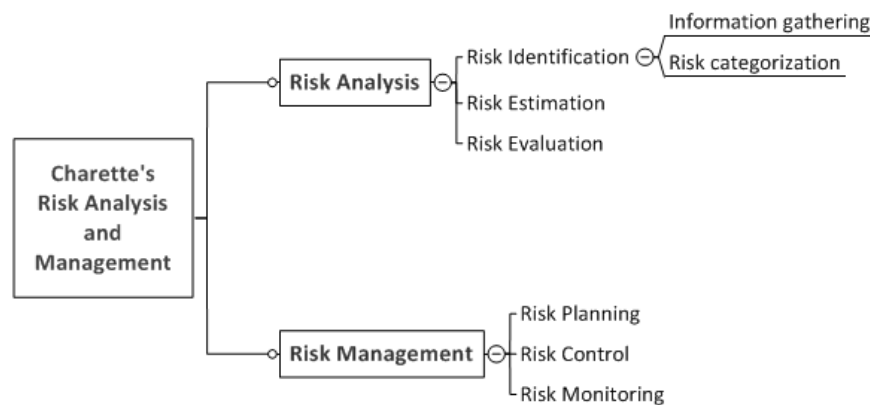 Charette's
Risk Analysis
and
Management
Risk Analysis
Risk Identification
Information gathering
Risk categorization
Risk Estimation
Risk Evaluation
Risk Management
Risk Planning
Risk Control
Risk Monitoring